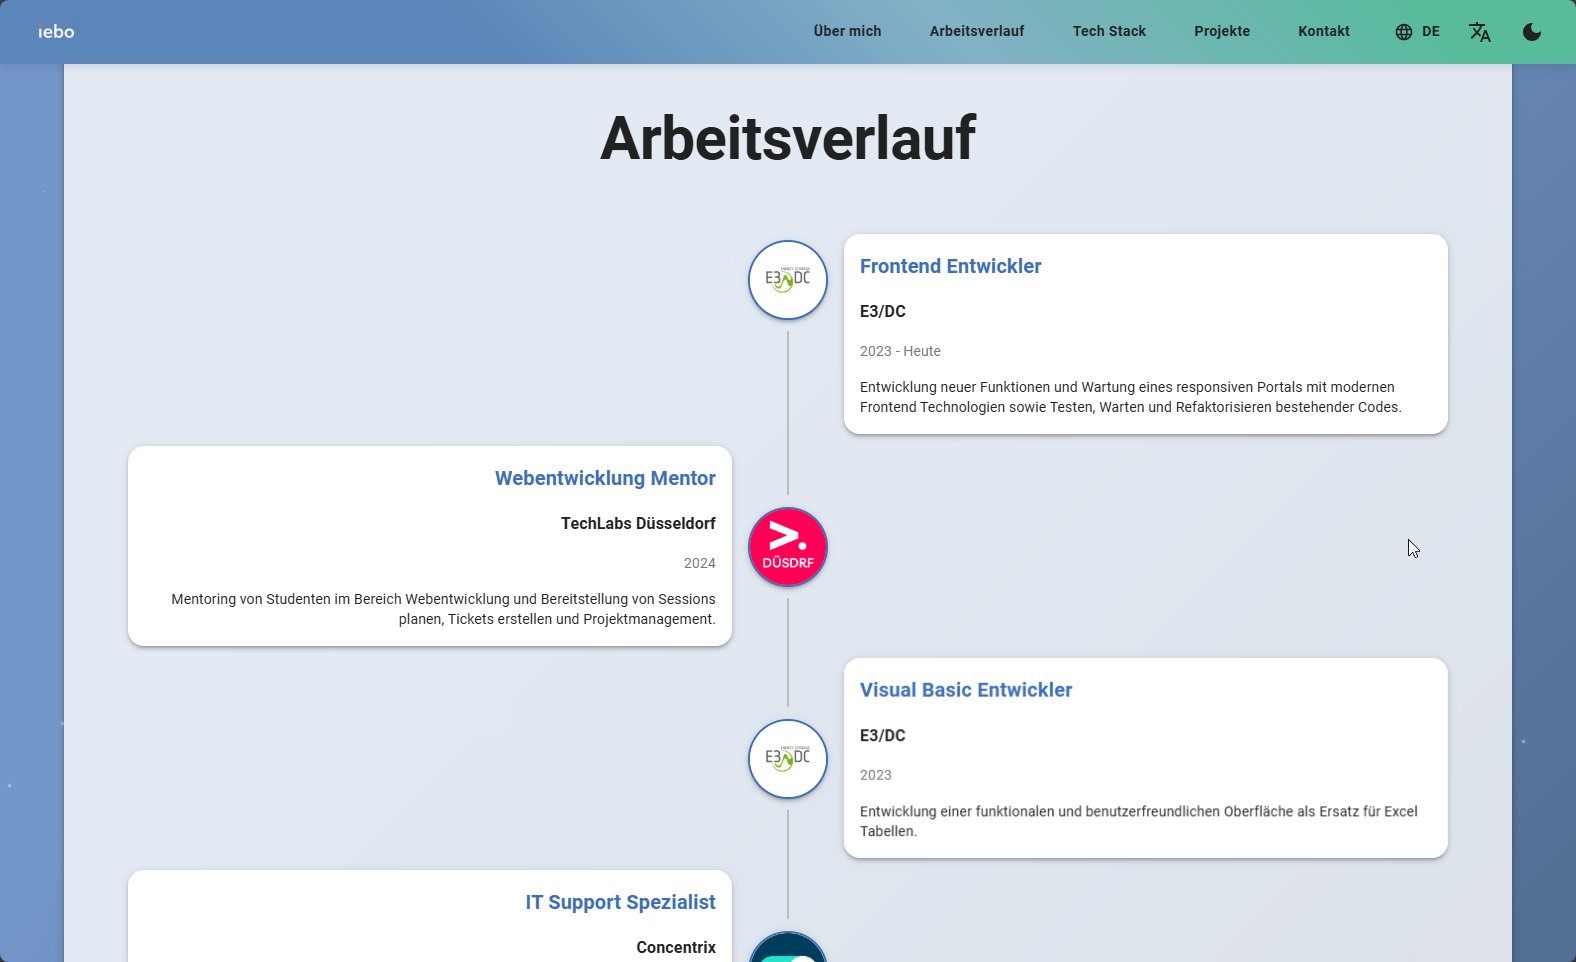 iebo
Über mich
Arbeitsverlauf
Tech Stack
Projekte
Kontakt
DE
Arbeitsverlauf
E3/DC
Frontend Entwickler
E3/DC
2023 - Heute
Entwicklung neuer Funktionen und Wartung eines responsiven Portals mit modernen
Frontend Technologien sowie Testen, Warten und Refaktorisieren bestehender Codes.
Webentwicklung Mentor
TechLabs Düsseldorf
2024
Mentoring von Studenten im Bereich Webentwicklung und Bereitstellung von Sessions
planen, Tickets erstellen und Projektmanagement.
>.
DÜSDRF
E3/DC
Visual Basic Entwickler
E3/DC
2023
Entwicklung einer funktionalen und benutzerfreundlichen Oberfläche als Ersatz für Excel
Tabellen.
IT Support Spezialist
Concentrix